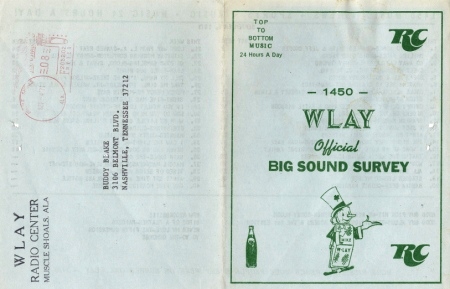 WLAY
RADIO CENTER
MUSCLE SHOALS, ALA
BUDDY BLAKE
3106 BELMONT BLVD.
NASHVILLE, TENNESSEE 37212
TOP
TO
BOTTOM
MUSIC
24 Hours A Day
RC
- 1450 -
WLAY
Official
BIG SOUND SURVEY
WLAY
RC